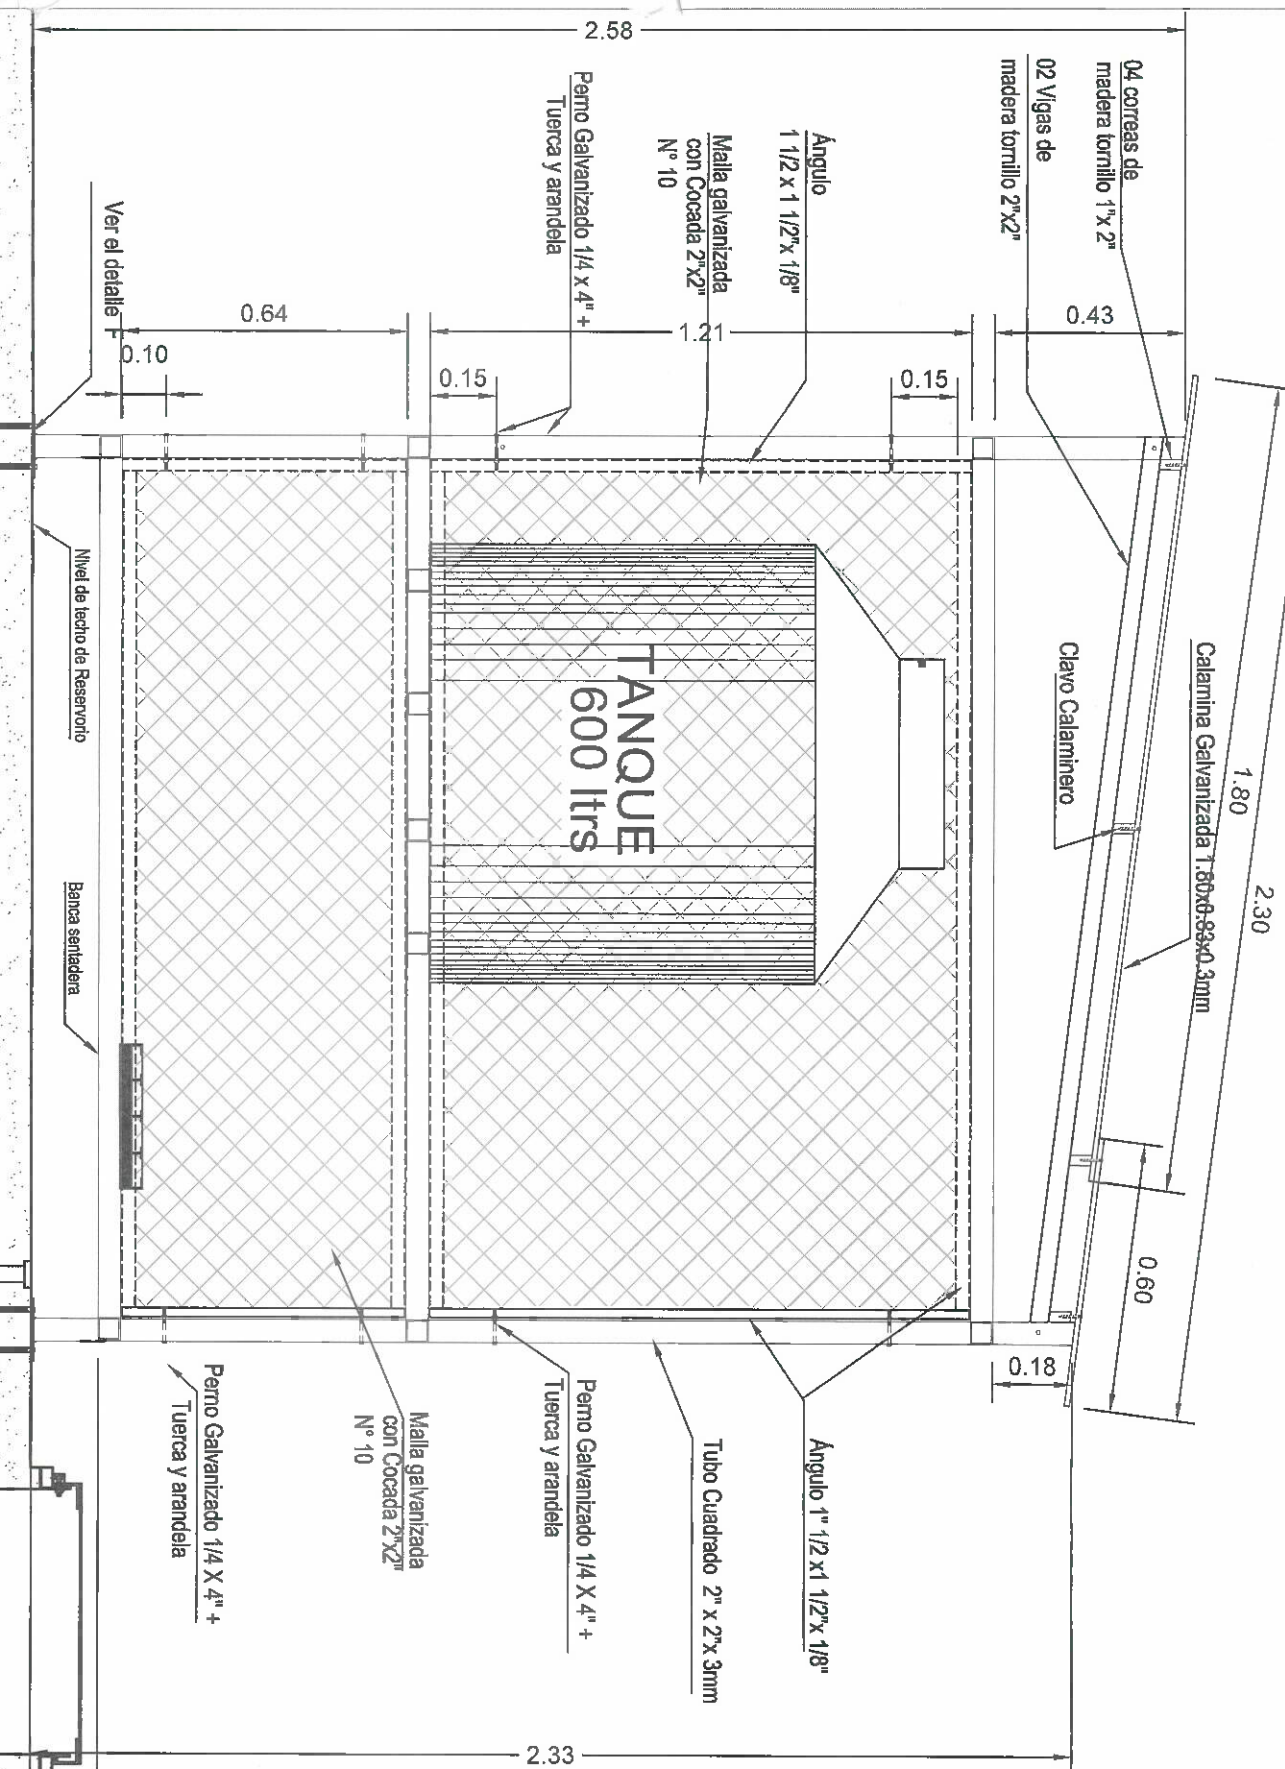 2.58
04 correas de
madera tornillo 1"x 2"
02 Vigas de
madera tornillo 2"x2"
Ángulo
1 1/2 x 1 1/2"x 1/8"
Malla galvanizada
con Cocada 2"x2"
N° 10
Perno Galvanizado 1/4 x 4" +
Tuerca y arandela
Ver el detalle F
0.43
1.21
0.64
0.15
0.15
0.10
2.30
1.80
Calamina Galvanizada 1.80x0.83x0.3mm
Clavo Calaminero
0.60
TANQUE
600 ltrs
Nivel de techo de Reservorio
Banca sentadera
0.18
Ángulo 1" 1/2 x1 1/2"x 1/8"
Tubo Cuadrado 2" x 2"x 3mm
Perno Galvanizado 1/4 X 4" +
Tuerca y arandela
Malla galvanizada
con Cocada 2"x2"
N° 10
Perno Galvanizado 1/4 X 4" +
Tuerca y arandela
2.33